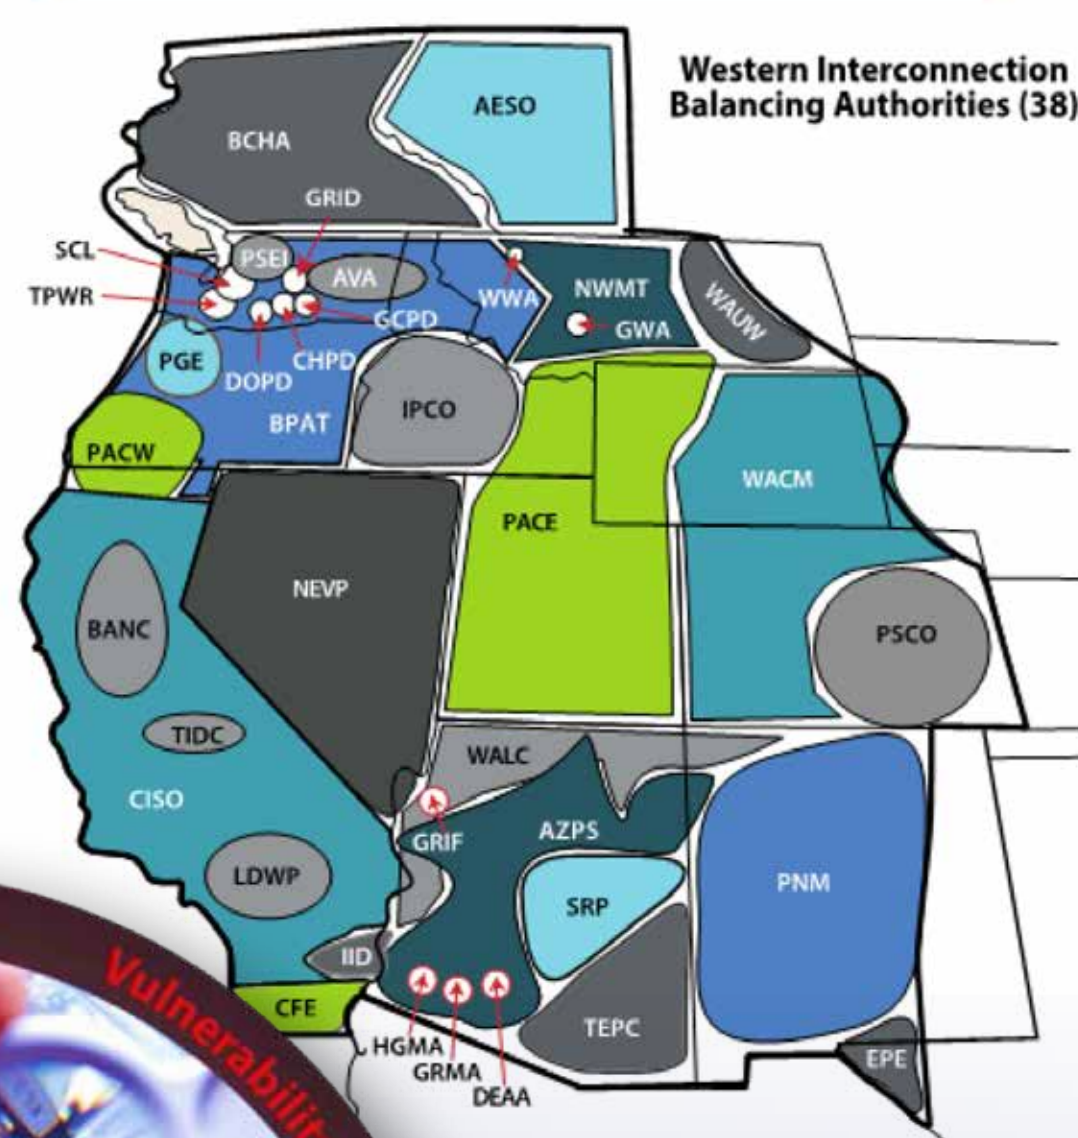 Western Interconnection
Balancing Authorities (38)
AESO
BCHA
GRID
SCL
PSEI
AVA
TPWR
WWA
NWMT
WAUW
GCPD
GWA
PGE
CHPD
DOPD
IPCO
BPAT
PACW
WACM
PACE
NEVP
BANC
PSCO
TIDC
WALC
CISO
GRIF
AZPS
LDWP
PNM
SRP
IID
CFE
TEPC
HGMA
GRMA
DEAA
EPE